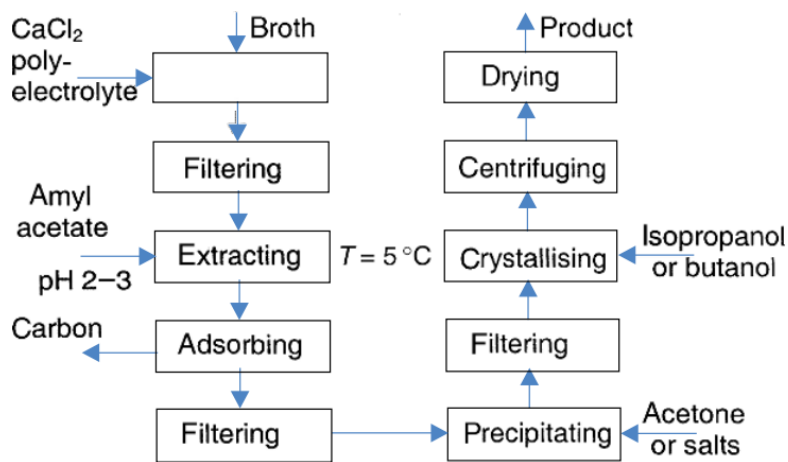 CaCl₂
poly-
electrolyte
Broth
Filtering
Amyl
acetate
pH 2–3
Extracting
T = 5 °C
Carbon
Adsorbing
Filtering
Precipitating
Acetone
or salts
Filtering
Crystallising
Isopropanol
or butanol
Centrifuging
Drying
Product